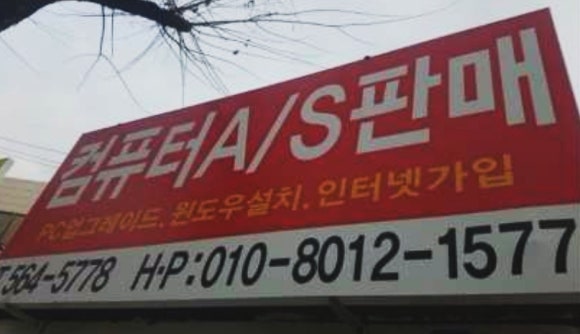 컴퓨터A/S판매
PC업그레이드.윈도우설치.인터넷가입
T 564-5778 H·P:010-8012-1577